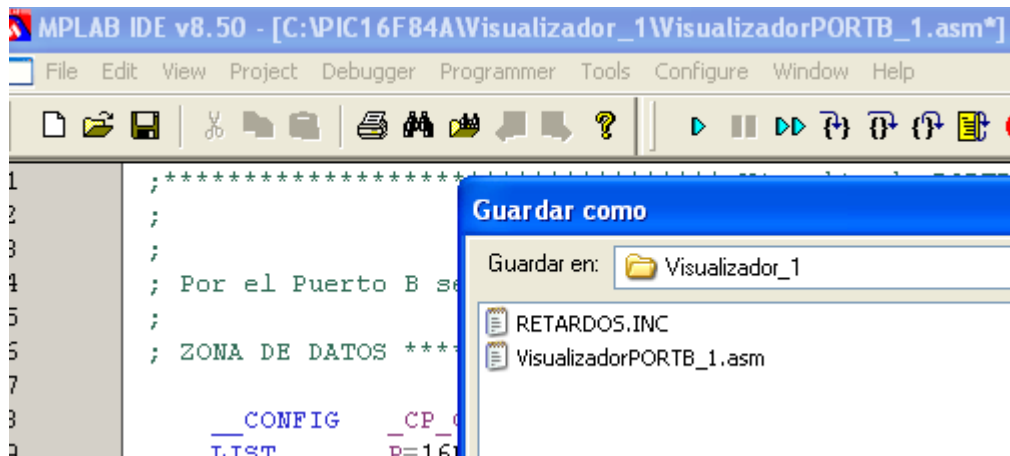 MPLAB IDE v8.50 - [C:\PIC16F84A\Visualizador_1\VisualizadorPORTB_1.asm*]
File Edit View Project Debugger Programmer Tools Configure Window Help
1 ;***********************************
2 ;
3 ;
4 ; Por el Puerto B
5 ;
6 ; ZONA DE DATOS ****
7
8 __CONFIG
9 LIST
Guardar como
Guardar en: Visualizador_1
RETARDOS.INC
VisualizadorPORTB_1.asm